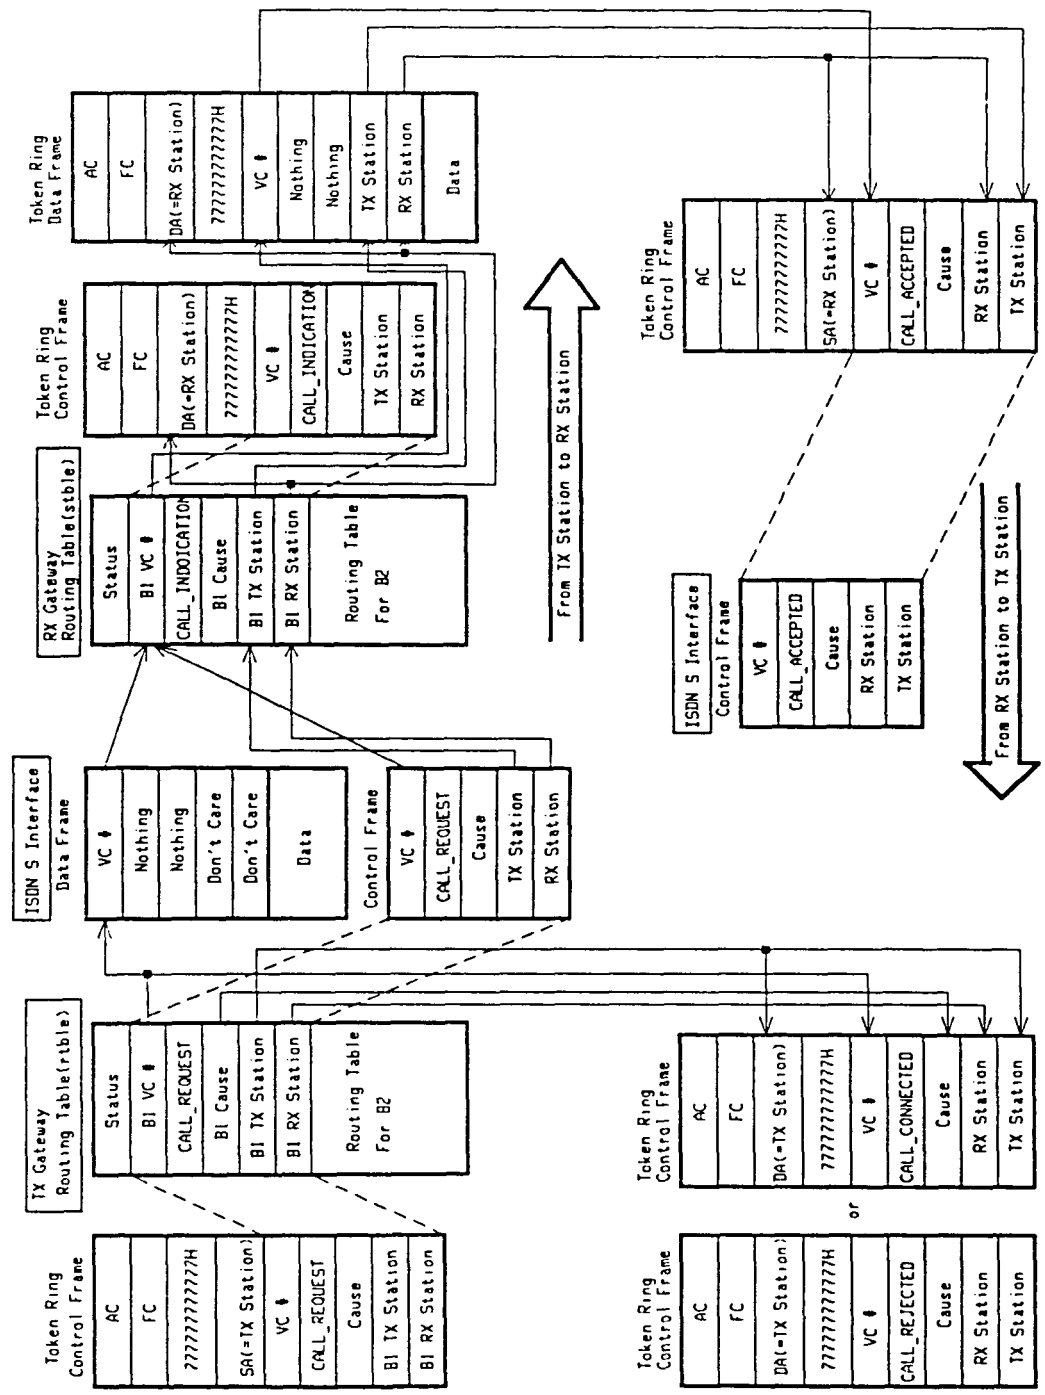 Token Ring
Control Frame
AC
FC
777777777777H
SA(=TX Station)
VC #
CALL_REQUEST
Cause
B1 TX Station
B1 RX Station
TX Gateway
Routing Table(rtble)
Status
B1 VC #
CALL_REQUEST
B1 Cause
B1 TX Station
B1 RX Station
Routing Table
For B2
ISDN S Interface
Data Frame
VC #
Nothing
Nothing
Don't Care
Don't Care
Data
Control Frame
VC #
CALL_REQUEST
Cause
TX Station
RX Station
RX Gateway
Routing Table(stble)
Status
B1 VC #
CALL_INDOICATION
B1 Cause
B1 TX Station
B1 RX Station
Routing Table
For B2
Token Ring
Control Frame
AC
FC
DA(=RX Station)
777777777777H
VC #
CALL_INDICATION
Cause
TX Station
RX Station
Token Ring
Data Frame
AC
FC
DA(=RX Station)
777777777777H
VC #
Nothing
Nothing
TX Station
RX Station
Data
From TX Station to RX Station
Token Ring
Control Frame
AC
FC
DA(=TX Station)
777777777777H
VC #
CALL_REJECTED
Cause
RX Station
TX Station
or
Token Ring
Control Frame
AC
FC
DA(=TX Station)
777777777777H
VC #
CALL_CONNECTED
Cause
RX Station
TX Station
ISDN S Interface
Control Frame
VC #
CALL_ACCEPTED
Cause
RX Station
TX Station
Token Ring
Control Frame
AC
FC
777777777777H
SA(=RX Station)
VC #
CALL_ACCEPTED
Cause
RX Station
TX Station
From RX Station to TX Station